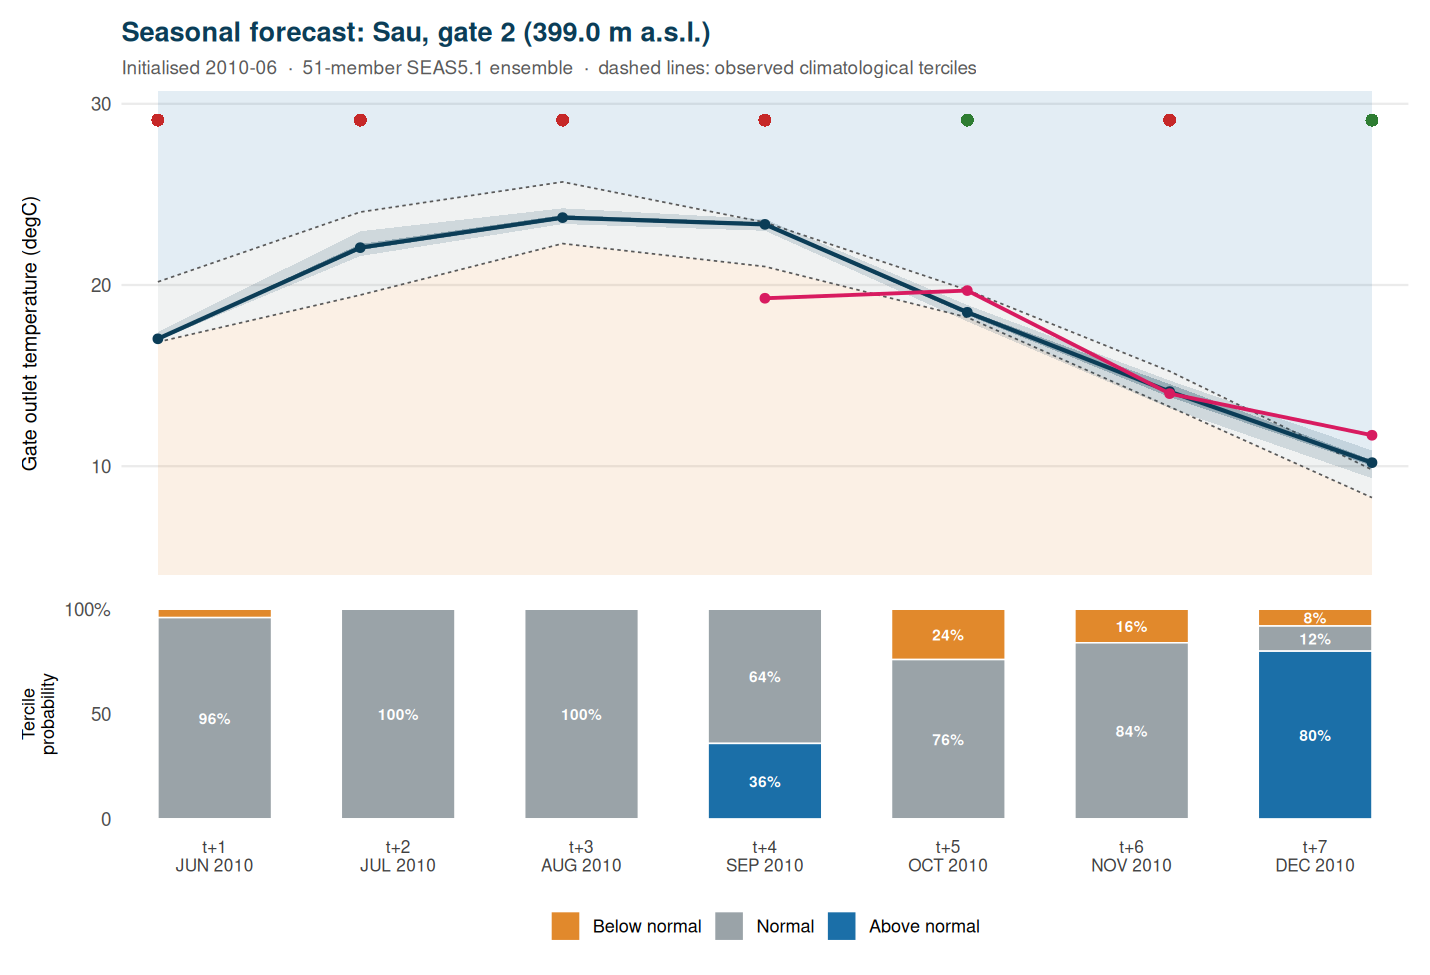 Seasonal forecast: Sau, gate 2 (399.0 m a.s.l.)
Initialised 2010-06 · 51-member SEAS5.1 ensemble · dashed lines: observed climatological terciles
Gate outlet temperature (degC)
30
20
10
Tercile
probability
100%
50
0
96%
100%
100%
64%
36%
24%
76%
16%
84%
8%
12%
80%
t+1
JUN 2010
t+2
JUL 2010
t+3
AUG 2010
t+4
SEP 2010
t+5
OCT 2010
t+6
NOV 2010
t+7
DEC 2010
Below normal
Normal
Above normal